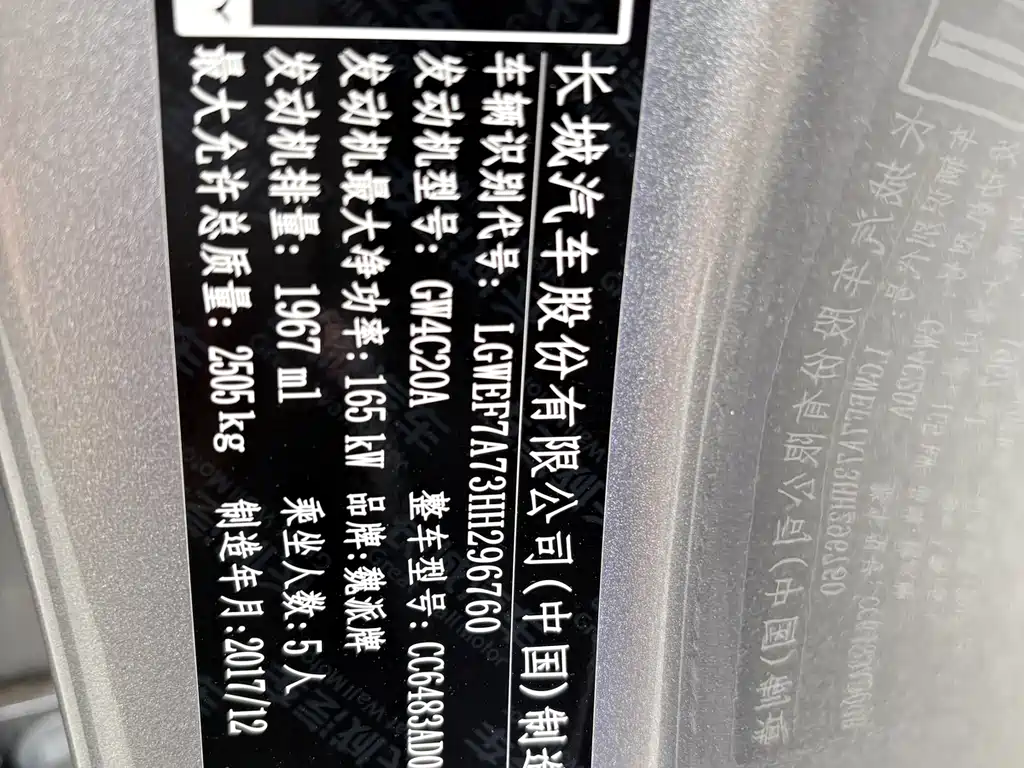 长城汽车股份有限公司(中国)制造
车辆识别代号: LGWEF7A73HH296760
发动机型号: GW4C20A 整车型号: CC6483AD0
发动机最大净功率: 165 kW 品牌:魏派牌
发动机排量: 1967 ml 乘坐人数: 5 人
最大允许总质量: 2505kg 制造年月:2017/12